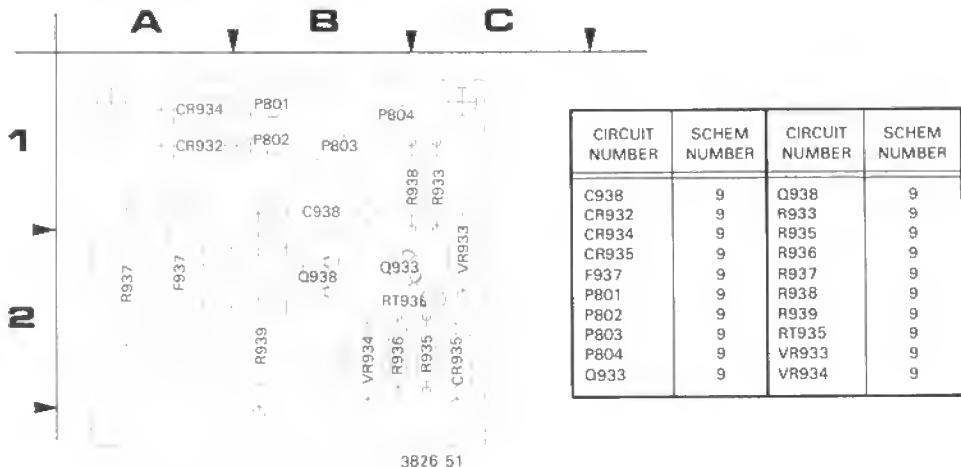 A B C
CR934 P801 P804
1
CR932 P802 P803
R938 R933
C938
R937 F937 Q938 Q933 VR933
RT935
2
R939 VR934 R936 R935 CR935
3826 51
CIRCUIT NUMBER SCHEM NUMBER CIRCUIT NUMBER SCHEM NUMBER
C938 9 Q938 9
CR932 9 R933 9
CR934 9 R935 9
CR935 9 R936 9
F937 9 R937 9
P801 9 R938 9
P802 9 R939 9
P803 9 RT935 9
P804 9 VR933 9
Q933 9 VR934 9